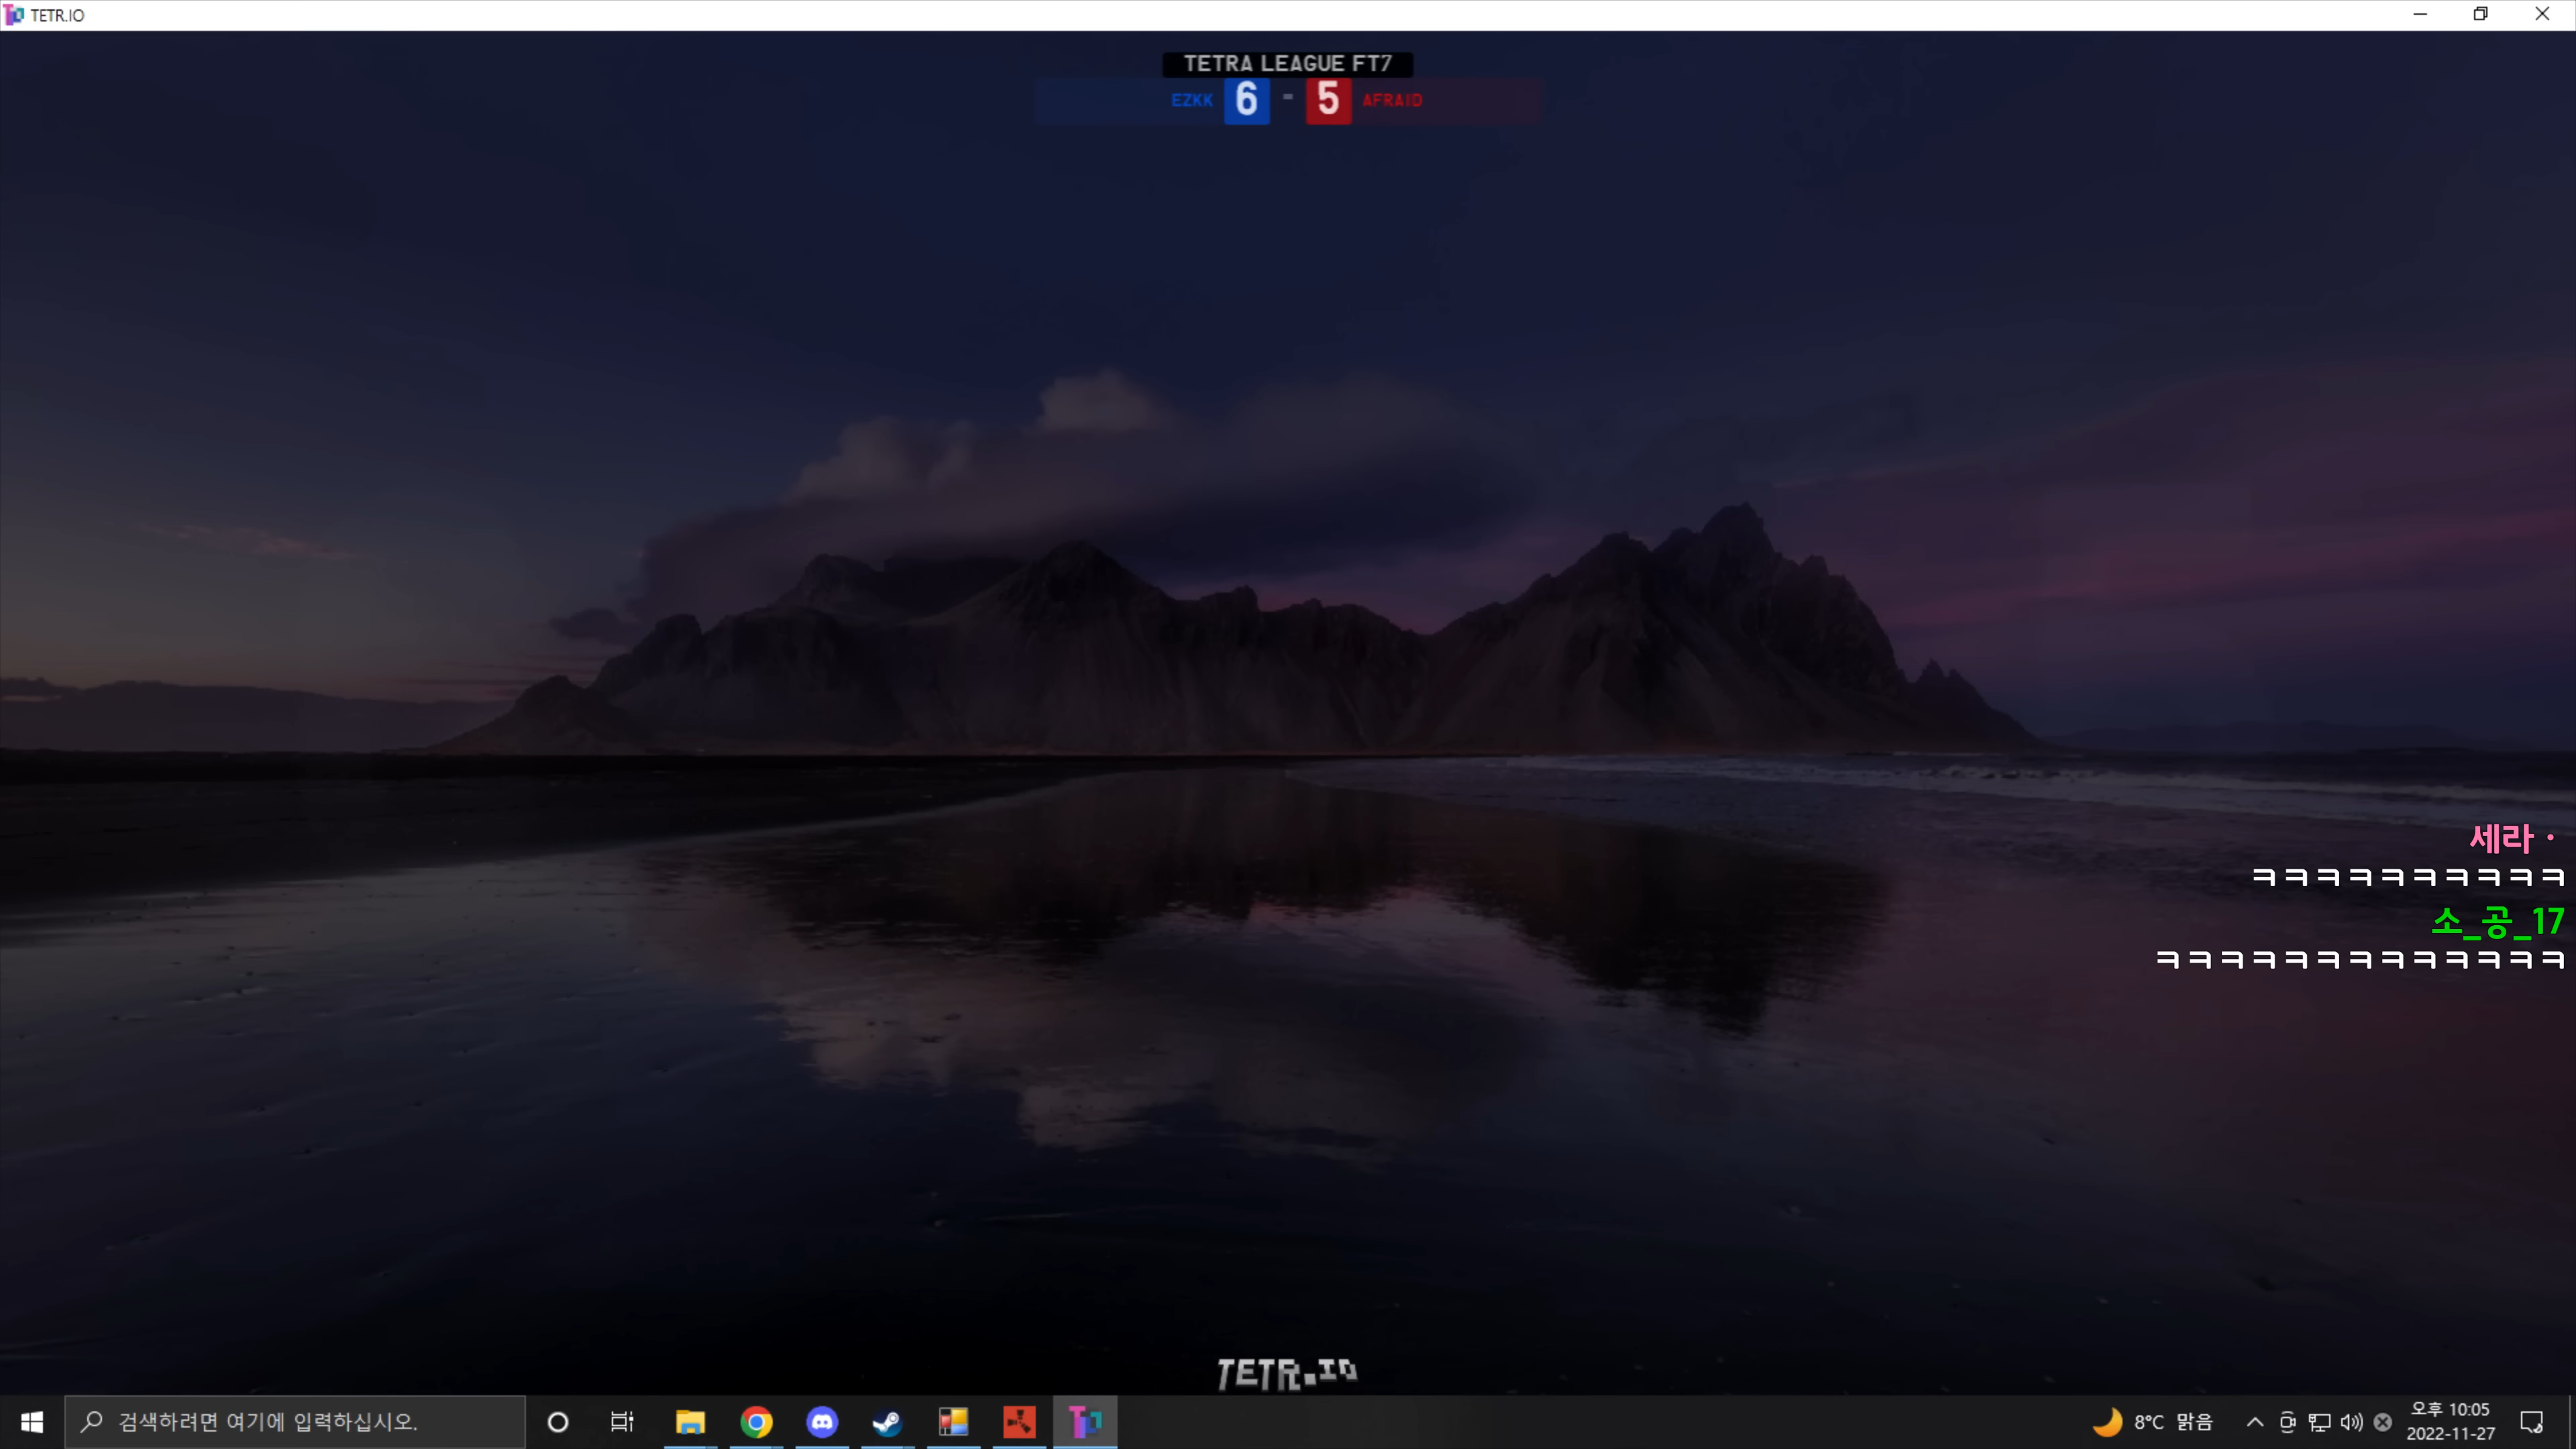 TETR.IO
TETRA LEAGUE FT7
EZKK 6 - 5 AFRAID
세라 ·
ㅋㅋㅋㅋㅋㅋㅋㅋㅋㅋ
소_공_17
ㅋㅋㅋㅋㅋㅋㅋㅋㅋㅋㅋㅋㅋ
TETR.IO
검색하려면 여기에 입력하십시오.
8°C 맑음
오후 10:05
2022-11-27